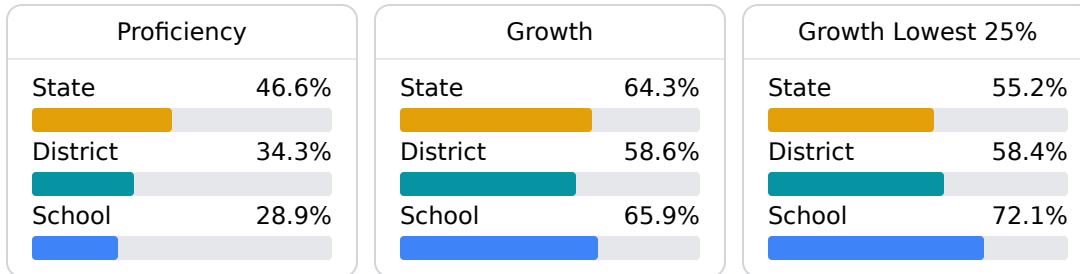 Proficiency
State 46.6%
District 34.3%
School 28.9%
Growth
State 64.3%
District 58.6%
School 65.9%
Growth Lowest 25%
State 55.2%
District 58.4%
School 72.1%